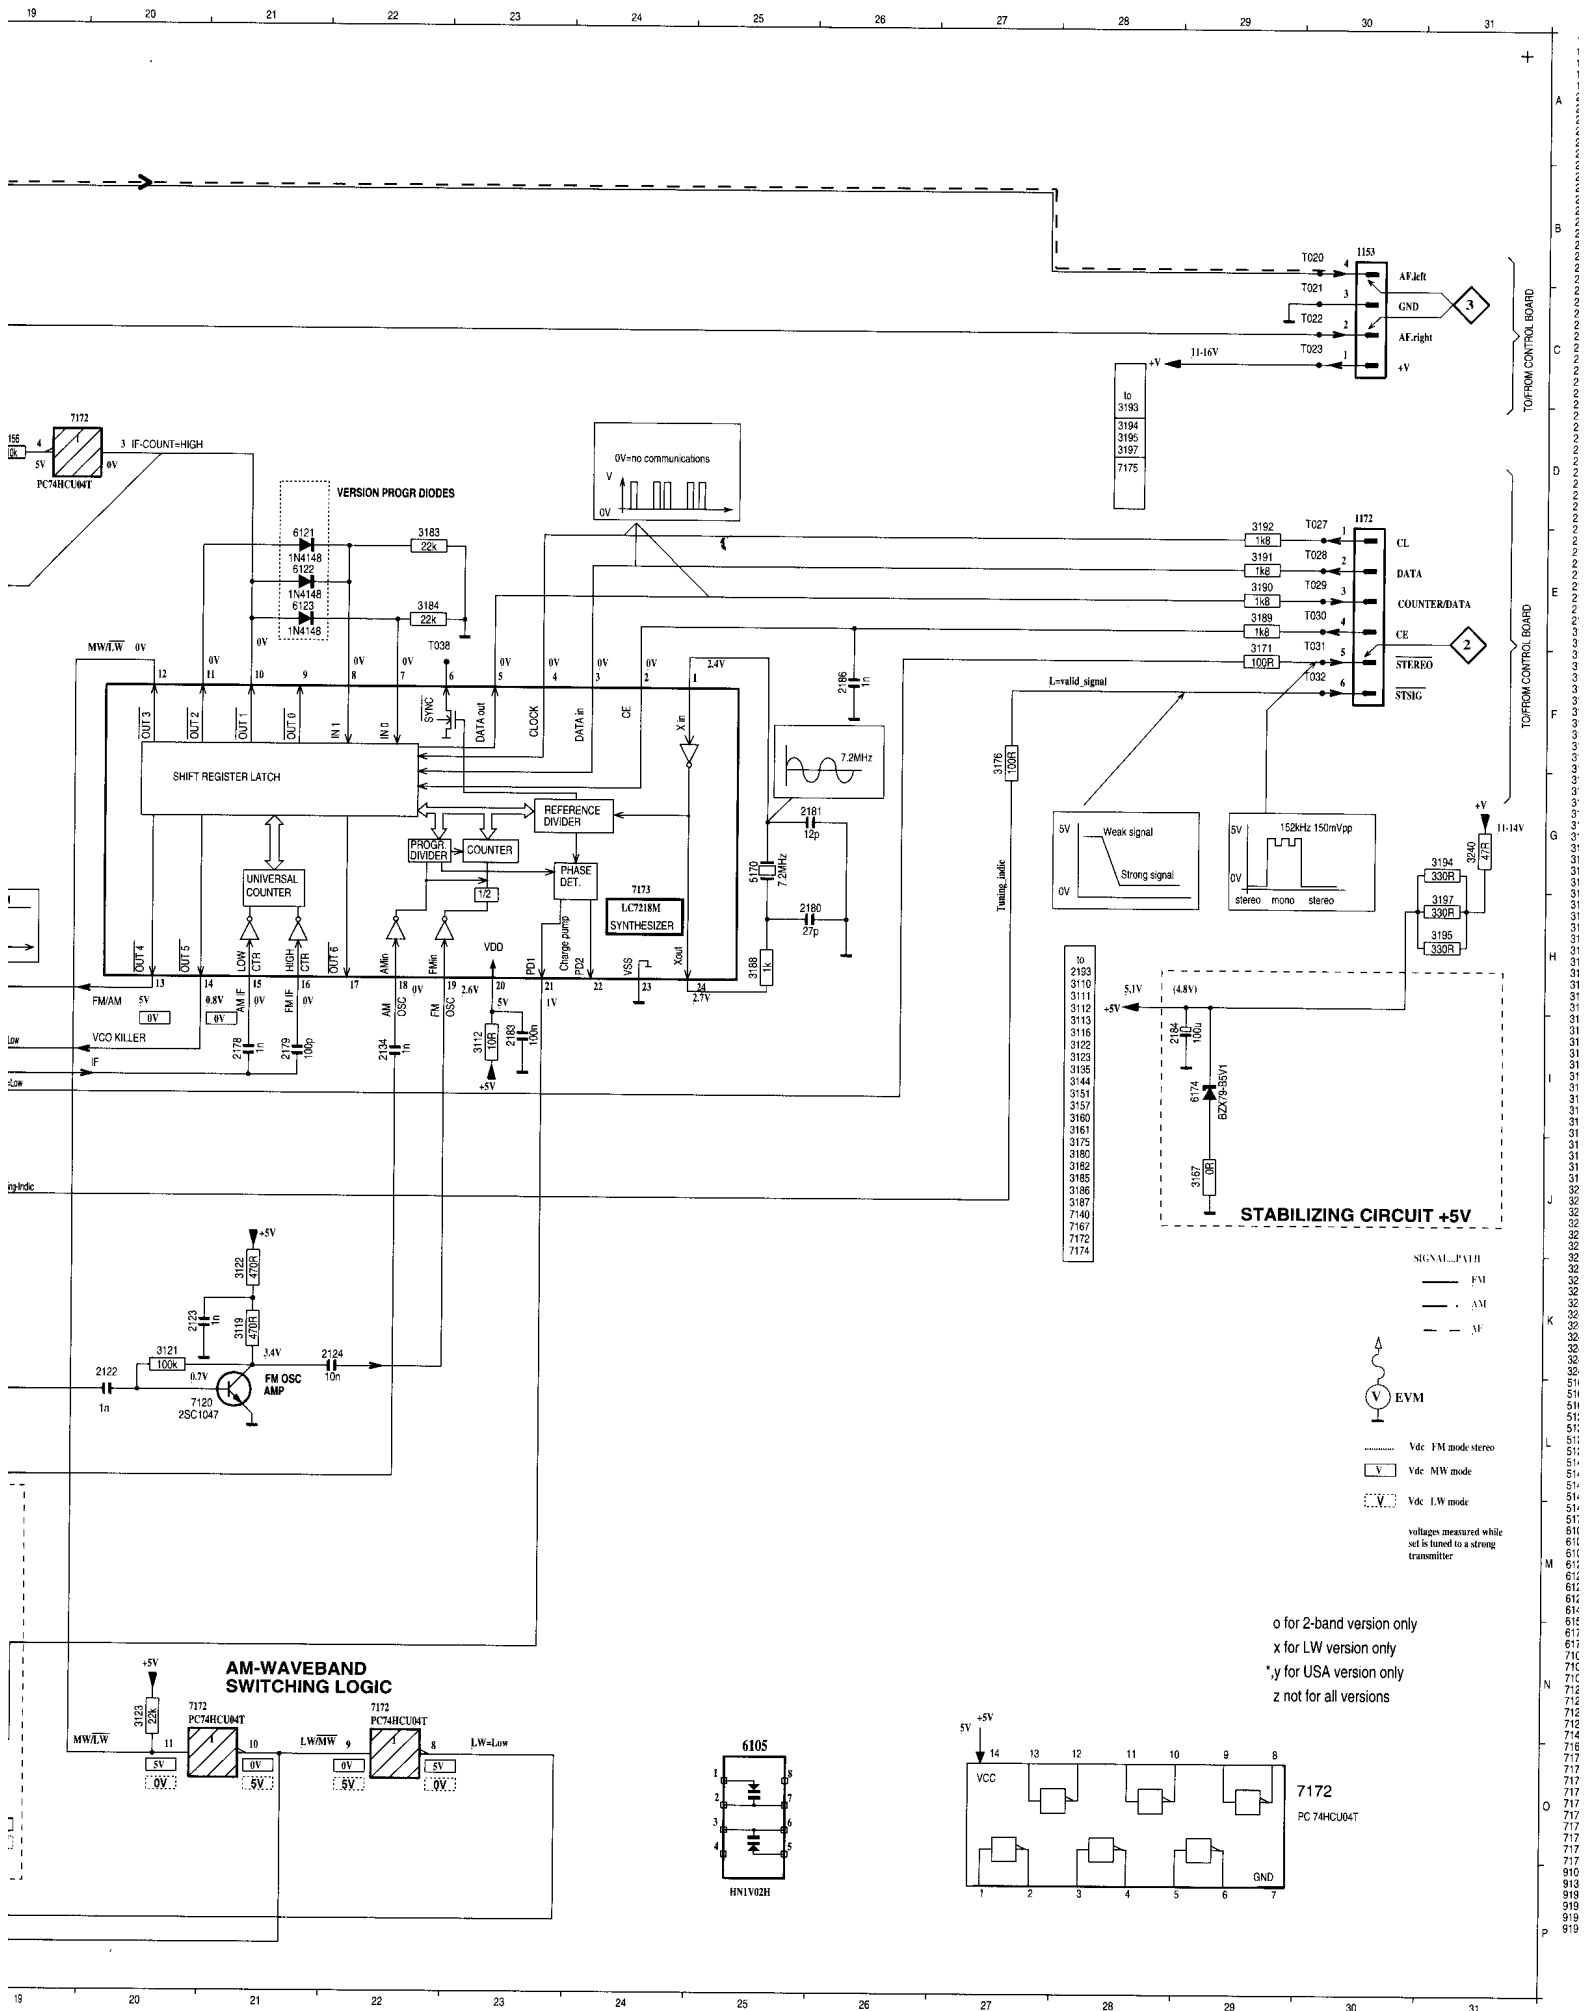 19 20 21 22 23 24 25 26 27 28 29 30 31
A
B
1153
T020 4 AF.left
T021 3 GND
3
T022 2 AF.right
T023 1 +V
+V 11-16V
C
TO/FROM CONTROL BOARD
to
3193
3194
3195
3197
7175
7172
4 3 IF-COUNT=HIGH
5V 0V
PC74HCU04T
0V=no communications
V
0V
D
VERSION PROGR DIODES
6121
1N4148
6122
1N4148
6123
1N4148
3183
22k
3184
22k
1172
3192 1k8 T027 1 CL
3191 1k8 T028 2 DATA
3190 1k8 T029 3 COUNTER/DATA
3189 1k8 T030 4 CE
3171 100R T031 5 STEREO
T032 6 STSIG
2
E
TO/FROM CONTROL BOARD
MW/LW 0V 0V 0V 0V 0V T038 0V 0V 0V 0V 2.4V
12 11 10 9 8 7 6 5 4 3 2 1
OUT 3 OUT 2 OUT 1 OUT 0 IN 1 IN 0 SYNC DATA out CLOCK DATA in CE X in
2186
1n
L=valid_signal
F
SHIFT REGISTER LATCH
7.2MHz
3176
100R
REFERENCE
DIVIDER
PROGR.
DIVIDER
COUNTER
PHASE
DET.
UNIVERSAL
COUNTER
1/2
7173
LC7218M
SYNTHESIZER
2181
12p
5170
7.2MHz
2180
27p
3188
1k
Tuning_indic
5V Weak signal
Strong signal
0V
5V 152kHz 150mVpp
0V
stereo mono stereo
+V
11-14V
3240
47R
3194
330R
3197
330R
3195
330R
G
H
OUT 4 OUT 5 LOW CTR HIGH CTR OUT 6 AMin FMin VDD PD1 Charge pump PD2 VSS Xout
13 14 15 16 17 18 19 20 21 22 23 24
FM/AM 5V 0.8V AM IF 0V FM IF 0V AM OSC 0V FM OSC 2.6V 5V 1V 2.7V
0V 0V
VCO KILLER
IF
2178
1n
2179
100p
2134
1n
3112
10R
+5V
2183
100n
to
2193
3110
3111
3112
3113
3116
3122
3123
3135
3144
3151
3157
3160
3161
3175
3180
3182
3185
3186
3187
7140
7167
7172
7174
+5V 5,1V (4.8V)
2184
100u
6174
BZX79-B5V1
3167
0R
STABILIZING CIRCUIT +5V
I
J
+5V
3122
470R
2123
1n
3119
470R
3121
100k
3.4V
0.7V
2122
1n
7120
2SC1047
FM OSC
AMP
2124
10n
SIGNAL_PATH
FM
AM
AF
K
V EVM
L
Vdc FM mode stereo
V Vdc MW mode
V Vdc LW mode
voltages measured while
set is tuned to a strong
transmitter
M
o for 2-band version only
x for LW version only
*,y for USA version only
z not for all versions
N
AM-WAVEBAND
SWITCHING LOGIC
+5V
3123
22k
7172
PC74HCU04T
7172
PC74HCU04T
MW/LW 11 1 10 LW/MW 9 1 8 LW=Low
5V 0V 0V 5V
0V 5V 5V 0V
6105
1 8
2 7
3 6
4 5
HN1V02H
5V +5V
14 13 12 11 10 9 8
VCC
7172
PC 74HCU04T
GND
1 2 3 4 5 6 7
O
P
19 20 21 22 23 24 25 26 27 28 29 30 31